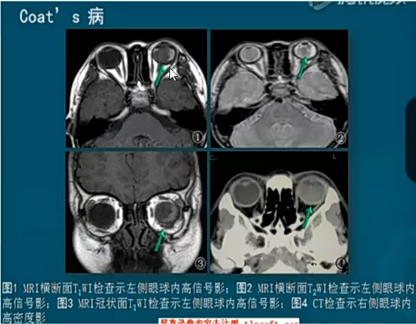 Coat's 病
①
②
③
L
④
图1 MRI横断面T₁WI检查示左侧眼球内高信号影；图2 MRI横断面T₁WI检查示左侧眼球内
高信号影；图3 MRI冠状面T₁WI检查示左侧眼球内高信号影；图4 CT检查示右侧眼球内
高密度影